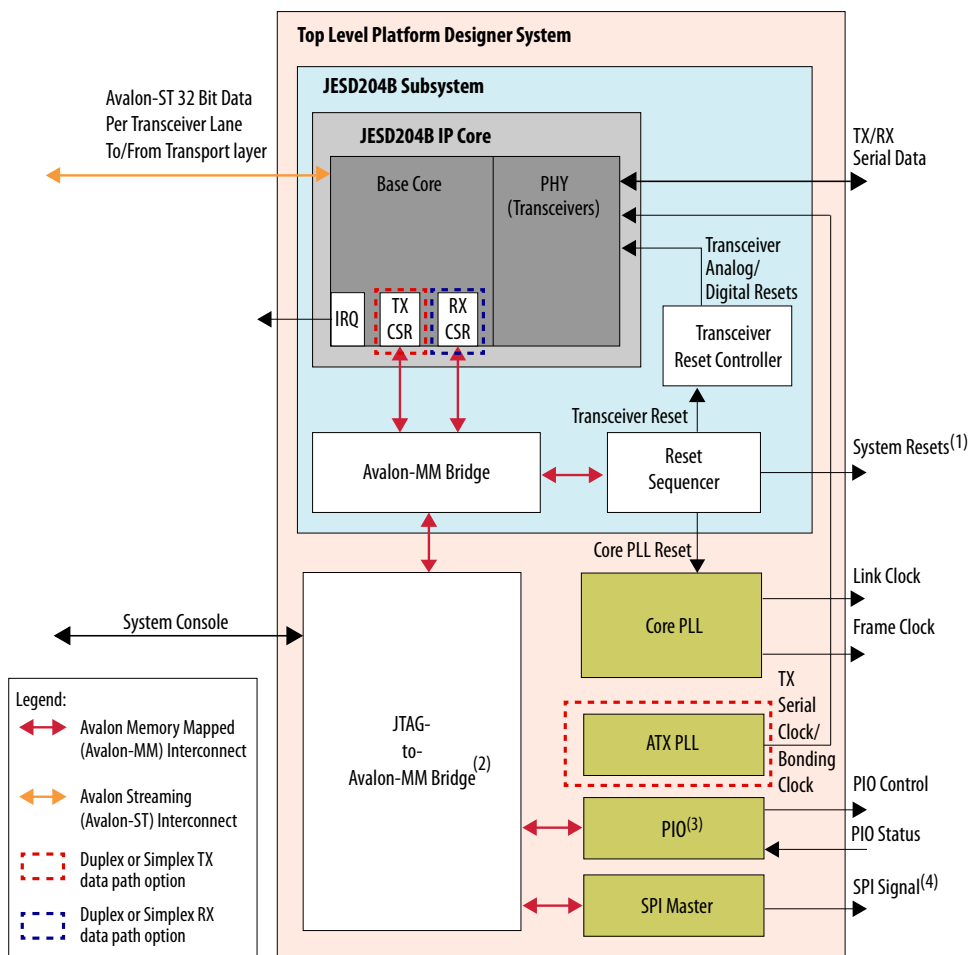 Top Level Platform Designer System
JESD204B Subsystem
Avalon-ST 32 Bit Data
Per Transceiver Lane
To/From Transport layer
JESD204B IP Core
TX/RX
Serial Data
Base Core
PHY
(Transceivers)
Transceiver
Analog/
Digital Resets
IRQ
TX
CSR
RX
CSR
Transceiver
Reset Controller
Transceiver Reset
Avalon-MM Bridge
Reset
Sequencer
System Resets(1)
Core PLL Reset
Link Clock
Core PLL
Frame Clock
System Console
TX
Serial
Clock/
Bonding
Clock
ATX PLL
JTAG-
to-
Avalon-MM Bridge(2)
PIO Control
PIO(3)
PIO Status
SPI Master
SPI Signal(4)
Legend:
Avalon Memory Mapped
(Avalon-MM) Interconnect
Avalon Streaming
(Avalon-ST) Interconnect
Duplex or Simplex TX
data path option
Duplex or Simplex RX
data path option